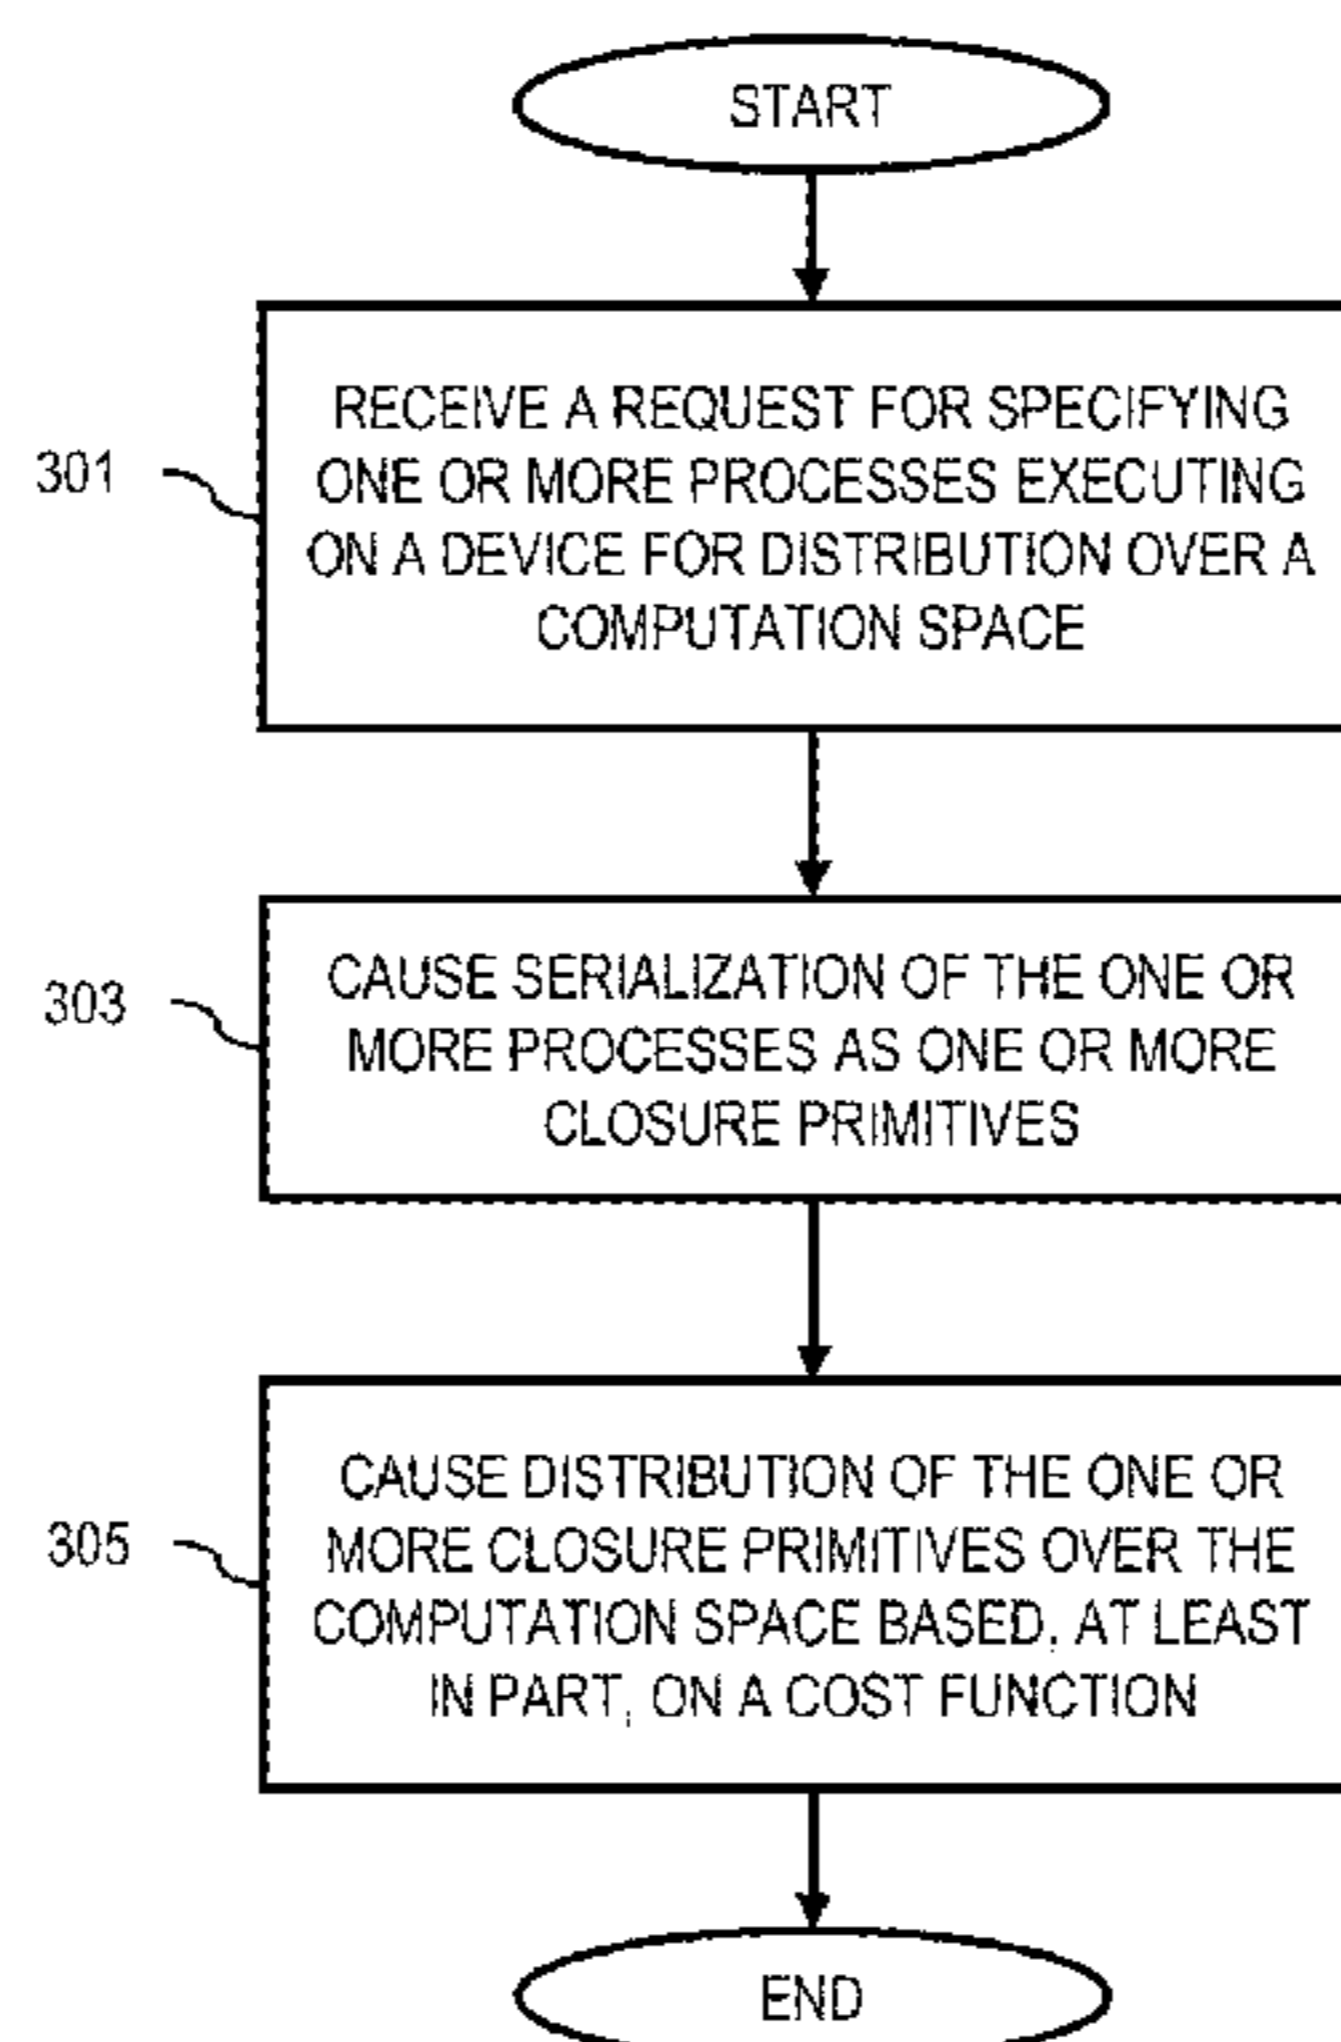 START
301
RECEIVE A REQUEST FOR SPECIFYING
ONE OR MORE PROCESSES EXECUTING
ON A DEVICE FOR DISTRIBUTION OVER A
COMPUTATION SPACE
303
CAUSE SERIALIZATION OF THE ONE OR
MORE PROCESSES AS ONE OR MORE
CLOSURE PRIMITIVES
305
CAUSE DISTRIBUTION OF THE ONE OR
MORE CLOSURE PRIMITIVES OVER THE
COMPUTATION SPACE BASED, AT LEAST
IN PART, ON A COST FUNCTION
END